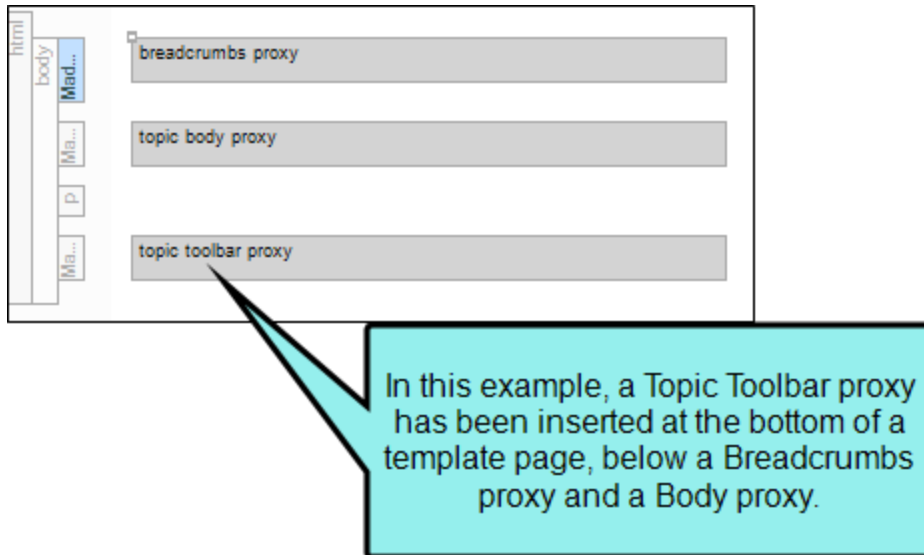 html
body
Mad...
breadcrumbs proxy
Ma...
topic body proxy
p
Ma...
topic toolbar proxy
In this example, a Topic Toolbar proxy
has been inserted at the bottom of a
template page, below a Breadcrumbs
proxy and a Body proxy.